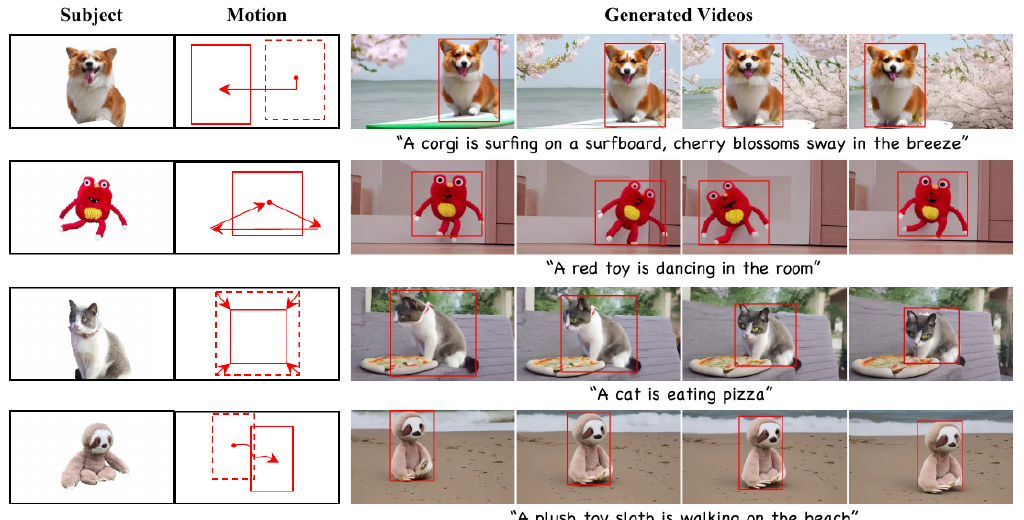 Subject
Motion
Generated Videos
"A corgi is surfing on a surfboard, cherry blossoms sway in the breeze"
"A red toy is dancing in the room"
"A cat is eating pizza"
"A plush toy sloth is walking on the beach"